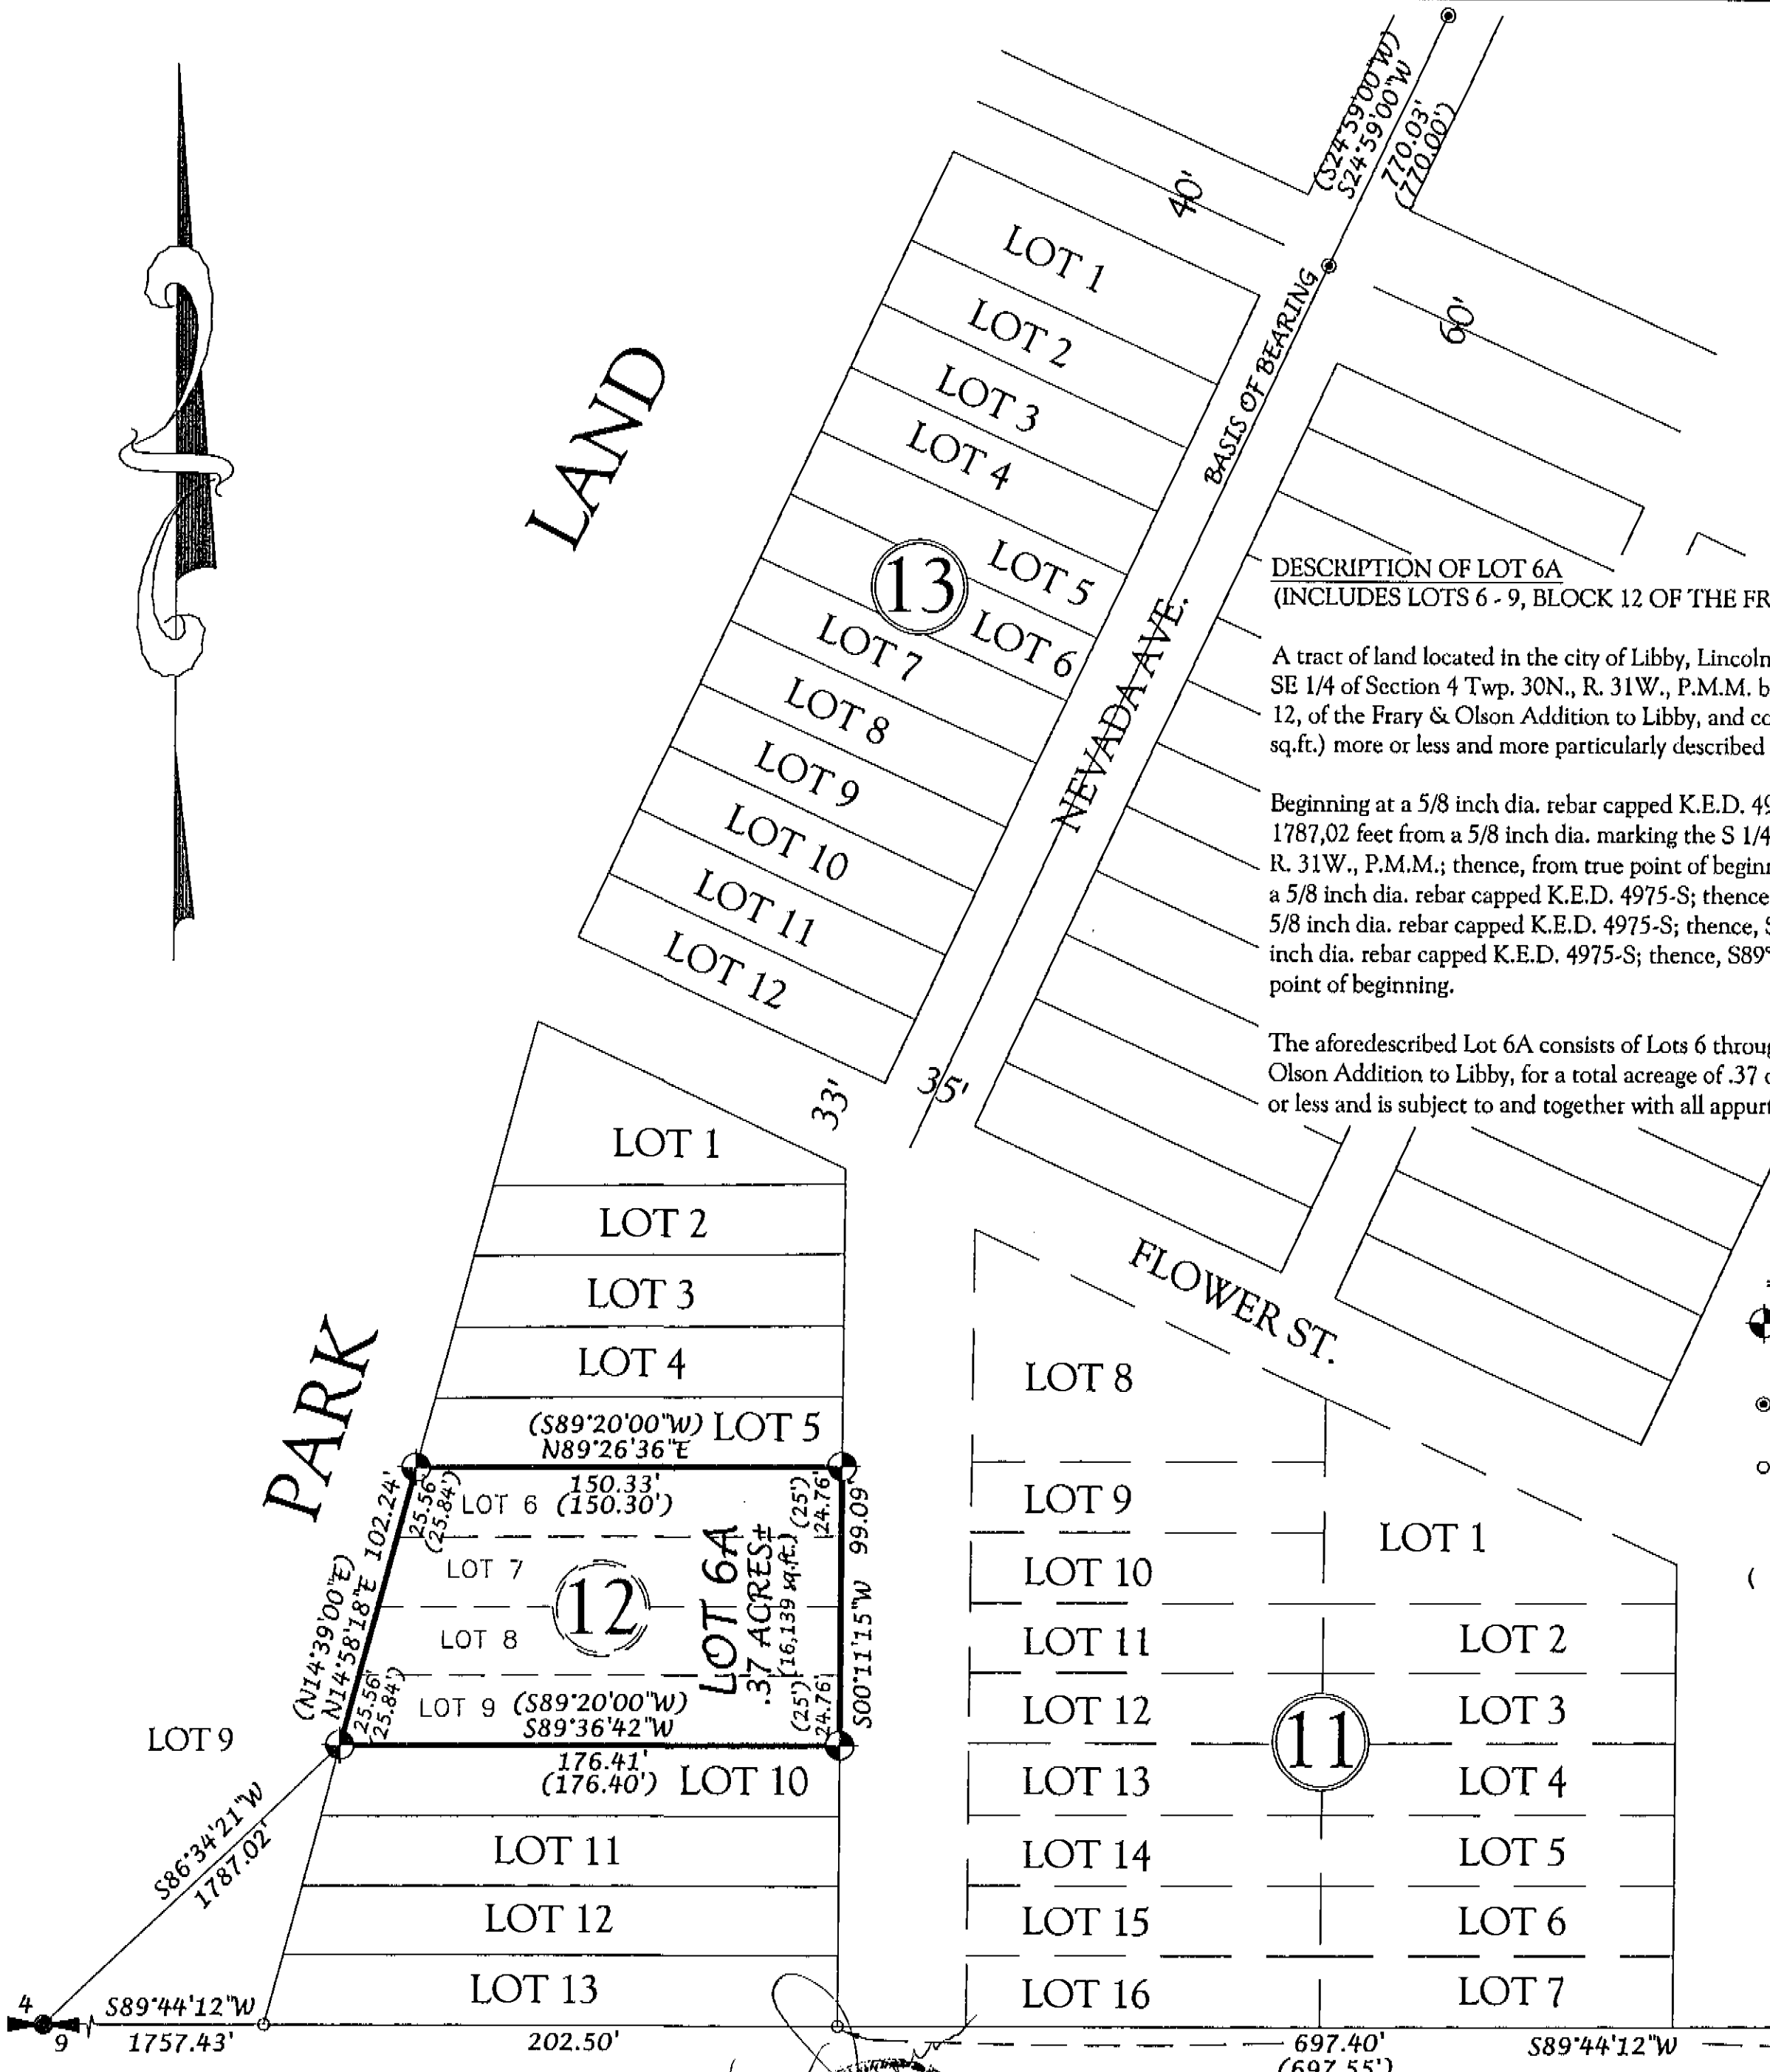 (S24°59'00"W)
S24°59'00"W
770.03'
(770.00')
40'
60'
BASIS OF BEARING
LAND
LOT 1
LOT 2
LOT 3
LOT 4
LOT 5
13
LOT 6
LOT 7
LOT 8
LOT 9
LOT 10
LOT 11
LOT 12
NEVADA AVE.
DESCRIPTION OF LOT 6A
(INCLUDES LOTS 6 - 9, BLOCK 12 OF THE FR
A tract of land located in the city of Libby, Lincoln
SE 1/4 of Section 4 Twp. 30N., R. 31W., P.M.M. b
12, of the Frary & Olson Addition to Libby, and co
sq.ft.) more or less and more particularly described
Beginning at a 5/8 inch dia. rebar capped K.E.D. 49
1787,02 feet from a 5/8 inch dia. marking the S 1/4
R. 31W., P.M.M.; thence, from true point of begin
a 5/8 inch dia. rebar capped K.E.D. 4975-S; thence
5/8 inch dia. rebar capped K.E.D. 4975-S; thence, S
inch dia. rebar capped K.E.D. 4975-S; thence, S89°
point of beginning.
The aforedescribed Lot 6A consists of Lots 6 throug
Olson Addition to Libby, for a total acreage of .37
or less and is subject to and together with all appur
33'
35'
FLOWER ST.
PARK
LOT 1
LOT 2
LOT 3
LOT 4
(S89°20'00"W) LOT 5
N89°26'36"E
150.33'
LOT 6 (150.30')
LOT 7
12
LOT 8
LOT 9 (S89°20'00"W)
S89°36'42"W
176.41'
(176.40') LOT 10
LOT 11
LOT 12
LOT 13
(N14°39'00"E)
N14°58'18"E 102.24'
25.56'
(25.84')
25.56'
(25.84')
LOT 6A
.37 ACRES±
(16,139 sq.ft.)
(25')
24.76'
(25')
24.76'
S00°11'15"W 99.09'
LOT 9
S86°34'21"W
1787.02'
LOT 8
LOT 9
LOT 10
LOT 11
LOT 12
LOT 13
LOT 14
LOT 15
LOT 16
11
LOT 1
LOT 2
LOT 3
LOT 4
LOT 5
LOT 6
LOT 7
(
4
9
S89°44'12"W
1757.43'
202.50'
697.40'
(697.55')
S89°44'12"W